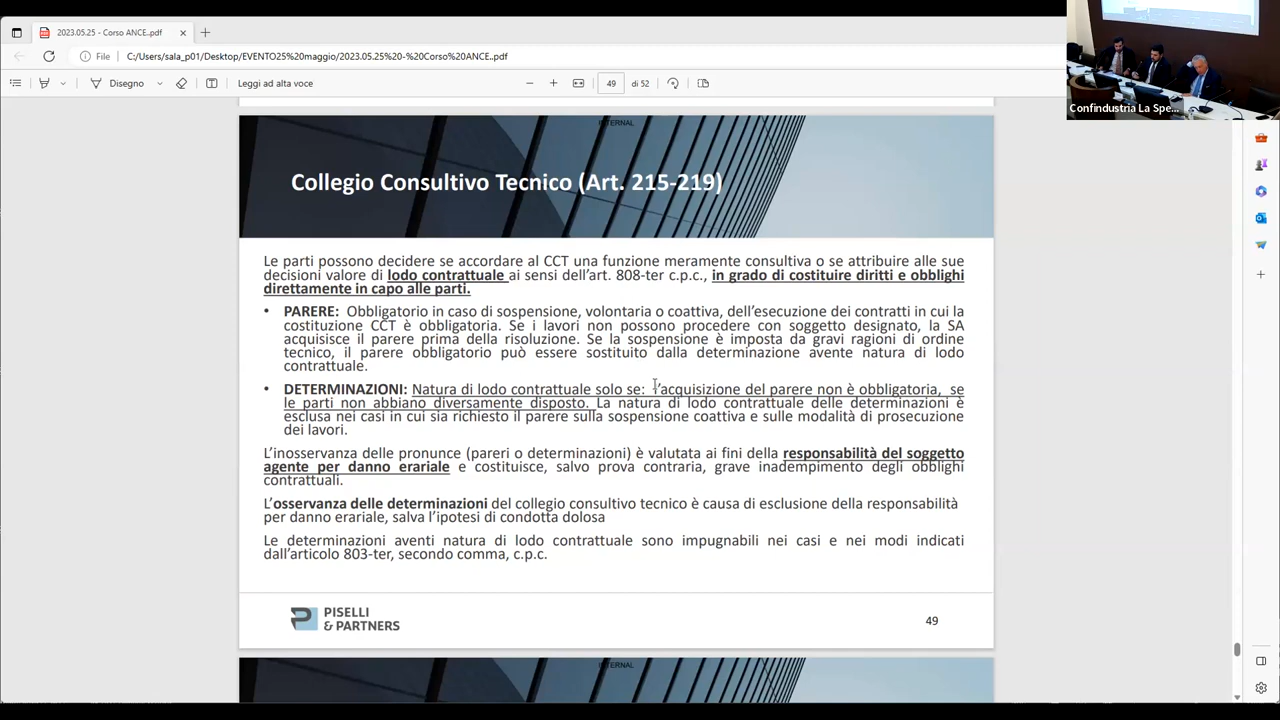 2023.05.25 - Corso ANCE..pdf
File
C:/Users/sala_p01/Desktop/EVENTO25%20maggio/2023.05.25%20-%20Corso%20ANCE..pdf
Disegno
Leggi ad alta voce
49
di 52
Confindustria La Spe...
INTERNAL
Collegio Consultivo Tecnico (Art. 215-219)
Le parti possono decidere se accordare al CCT una funzione meramente consultiva o se attribuire alle sue
decisioni valore di lodo contrattuale ai sensi dell’art. 808-ter c.p.c., in grado di costituire diritti e obblighi
direttamente in capo alle parti.
• PARERE: Obbligatorio in caso di sospensione, volontaria o coattiva, dell’esecuzione dei contratti in cui la
costituzione CCT è obbligatoria. Se i lavori non possono procedere con soggetto designato, la SA
acquisisce il parere prima della risoluzione. Se la sospensione è imposta da gravi ragioni di ordine
tecnico, il parere obbligatorio può essere sostituito dalla determinazione avente natura di lodo
contrattuale.
• DETERMINAZIONI: Natura di lodo contrattuale solo se: l’acquisizione del parere non è obbligatoria, se
le parti non abbiano diversamente disposto. La natura di lodo contrattuale delle determinazioni è
esclusa nei casi in cui sia richiesto il parere sulla sospensione coattiva e sulle modalità di prosecuzione
dei lavori.
L’inosservanza delle pronunce (pareri o determinazioni) è valutata ai fini della responsabilità del soggetto
agente per danno erariale e costituisce, salvo prova contraria, grave inadempimento degli obblighi
contrattuali.
L’osservanza delle determinazioni del collegio consultivo tecnico è causa di esclusione della responsabilità
per danno erariale, salva l’ipotesi di condotta dolosa
Le determinazioni aventi natura di lodo contrattuale sono impugnabili nei casi e nei modi indicati
dall’articolo 803-ter, secondo comma, c.p.c.
PISELLI
& PARTNERS
49
INTERNAL